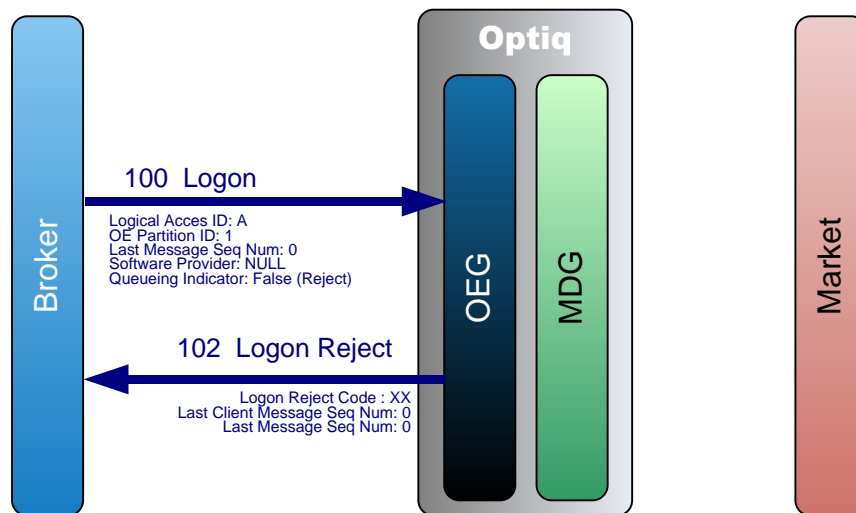 Optiq
Broker
100 Logon
Logical Acces ID: A
OE Partition ID: 1
Last Message Seq Num: 0
Software Provider: NULL
Queueing Indicator: False (Reject)
OEG
MDG
Market
102 Logon Reject
Logon Reject Code : XX
Last Client Message Seq Num: 0
Last Message Seq Num: 0